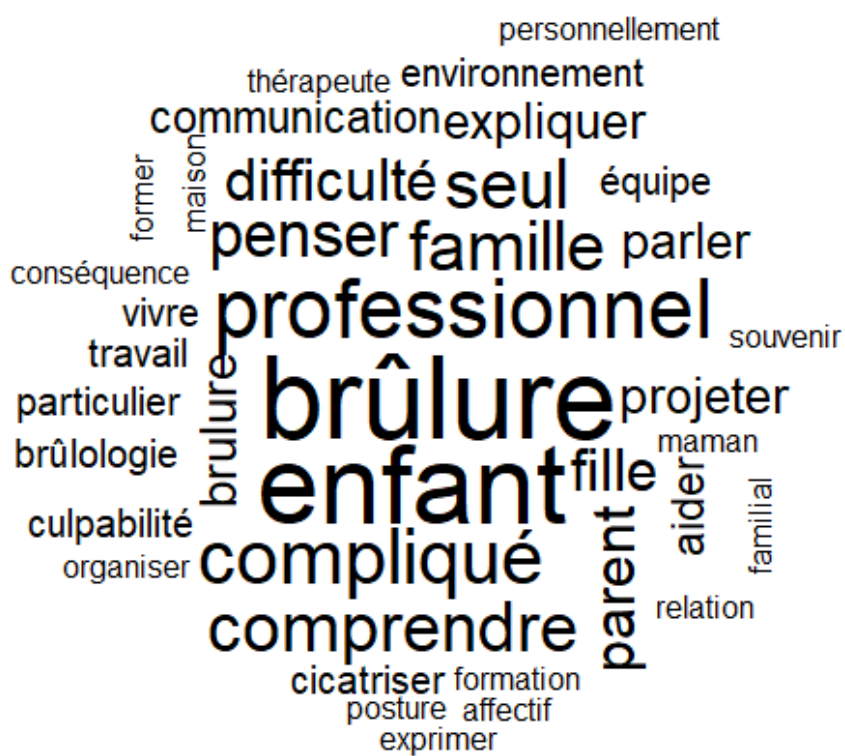 personnellement
thérapeute environnement
communication expliquer
former maison difficulté seul équipe
penser famille parler
conséquence
vivre professionnel souvenir
travail
particulier brulure brûlure projeter
brûlologie enfant fille maman
culpabilité aider familial
organiser compliqué parent
comprendre relation
cicatriser formation
posture affectif
exprimer